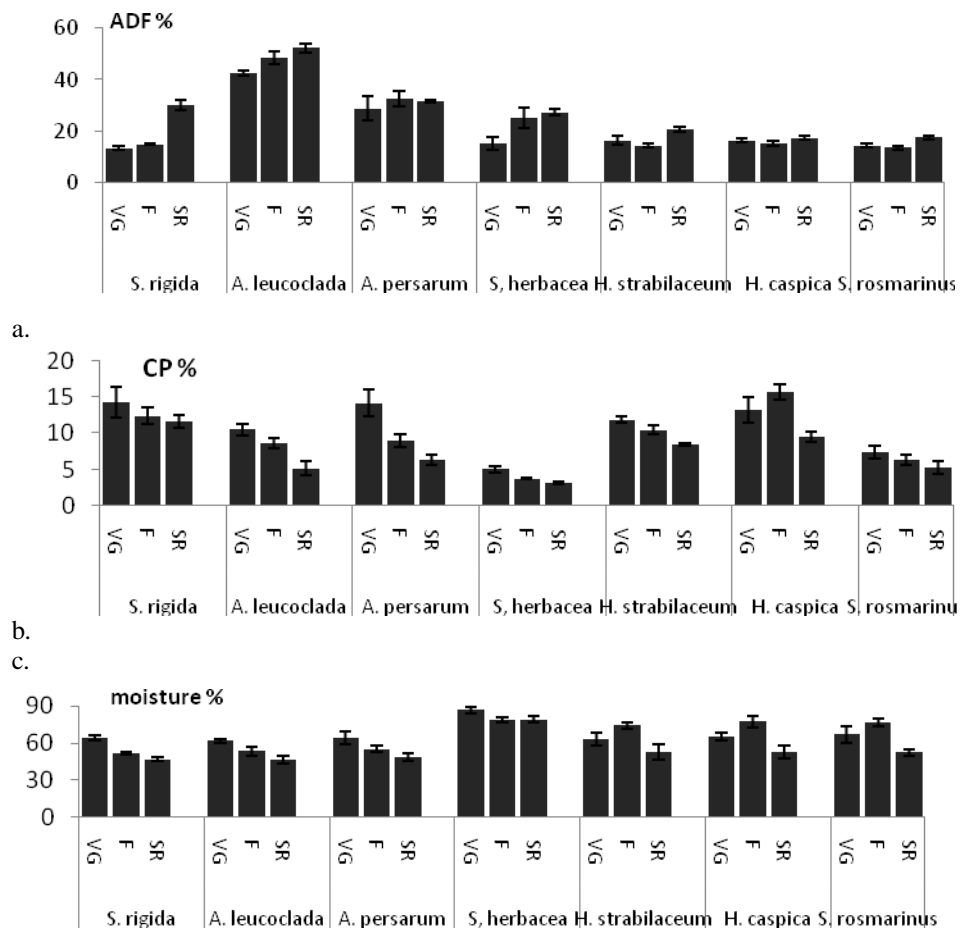 ADF %
60
40
20
0
VG F SR VG F SR VG F SR VG F SR VG F SR VG F SR VG F SR
S. rigida A. leucoclada A. persarum S, herbacea H. strabilaceum H. caspica S. rosmarinus
a.
CP %
20
15
10
5
0
VG F SR VG F SR VG F SR VG F SR VG F SR VG F SR VG F SR
S. rigida A. leucoclada A. persarum S, herbacea H. strabilaceum H. caspica S. rosmarinus
b.
c.
moisture %
90
60
30
0
VG F SR VG F SR VG F SR VG F SR VG F SR VG F SR VG F SR
S. rigida A. leucoclada A. persarum S, herbacea H. strabilaceum H. caspica S. rosmarinus